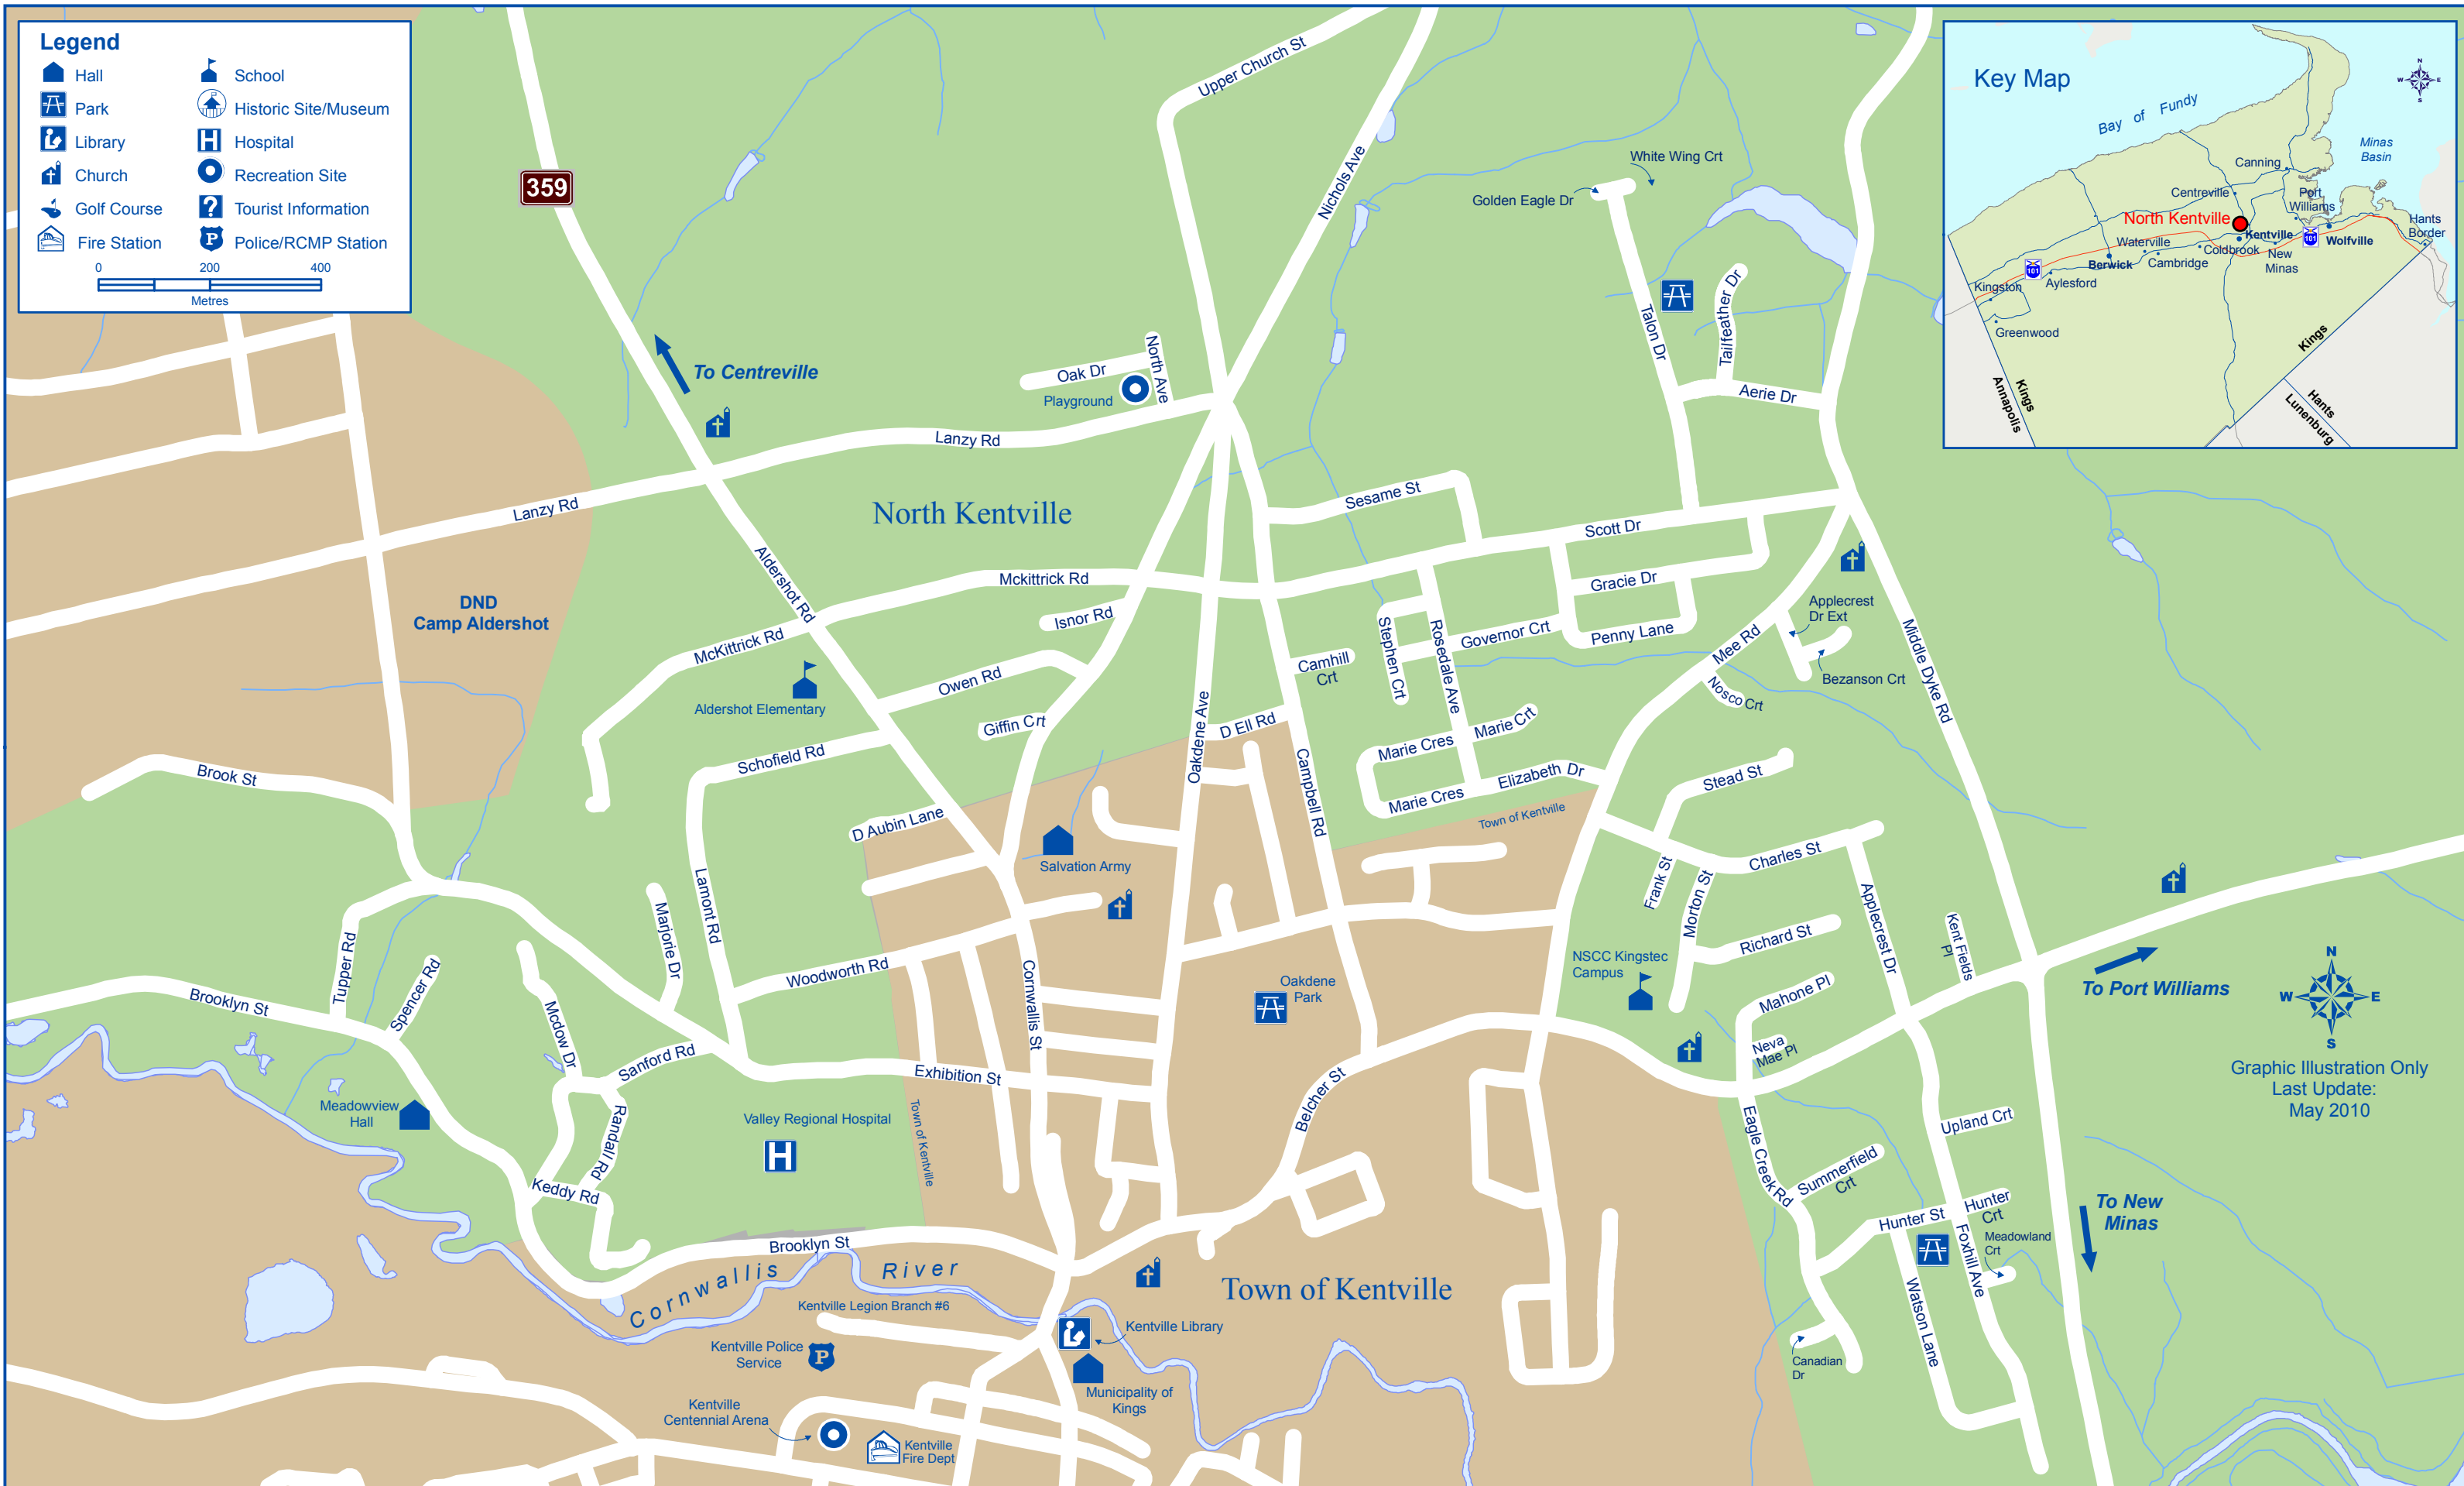 Legend
Hall
Park
Library
Church
Golf Course
Fire Station
School
Historic Site/Museum
Hospital
Recreation Site
Tourist Information
Police/RCMP Station
0 200 400
Metres
Key Map
Bay of Fundy
Minas
Basin
Canning
Centreville
Port
Williams
North Kentville
Kentville
Hants
Border
Wolfville
Waterville
Coldbrook
New
Minas
Berwick
Cambridge
101
101
Aylesford
Kingston
Greenwood
Kings
Annapolis
Kings
Hants
Lunenburg
N
W E
S
Upper Church St
359
Nichols Ave
White Wing Crt
Golden Eagle Dr
Talon Dr
Tailfeather Dr
Aerie Dr
To Centreville
Oak Dr
North Ave
Playground
Lanzy Rd
Lanzy Rd
North Kentville
Sesame St
Scott Dr
Aldershot Rd
Mckittrick Rd
Gracie Dr
DND
Camp Aldershot
Isnor Rd
Stephen Crt
Rosedale Ave
Governor Crt
Penny Lane
Applecrest
Dr Ext
Mee Rd
Middle Dyke Rd
McKittrick Rd
Camhill
Crt
Bezanson Crt
Nosco Crt
Owen Rd
Aldershot Elementary
Giffin Crt
Oakdene Ave
D Ell Rd
Marie Crt
Marie Cres
Campbell Rd
Schofield Rd
Brook St
Elizabeth Dr
Marie Cres
Stead St
Town of Kentville
D Aubin Lane
Salvation Army
Charles St
Frank St
Morton St
Applecrest Dr
Lamont Rd
Marjorie Dr
Woodworth Rd
Cornwallis St
Richard St
Kent Fields
Pl
Tupper Rd
Spencer Rd
Brooklyn St
Mcdow Dr
Oakdene
Park
NSCC Kingstec
Campus
Mahone Pl
To Port Williams
N
W E
S
Graphic Illustration Only
Last Update:
May 2010
Neva
Mae Pl
Sanford Rd
Exhibition St
Belcher St
Meadowview
Hall
Randall Rd
Valley Regional Hospital
Town of Kentville
Eagle Creek Rd
Upland Crt
Summerfield
Crt
Keddy Rd
Hunter St
Hunter
Crt
To New
Minas
Foxhill Ave
Meadowland
Crt
Watson Lane
Brooklyn St
Cornwallis River
Town of Kentville
Kentville Legion Branch #6
Kentville Library
Kentville Police
Service
Canadian
Dr
Municipality of
Kings
Kentville
Centennial Arena
Kentville
Fire Dept